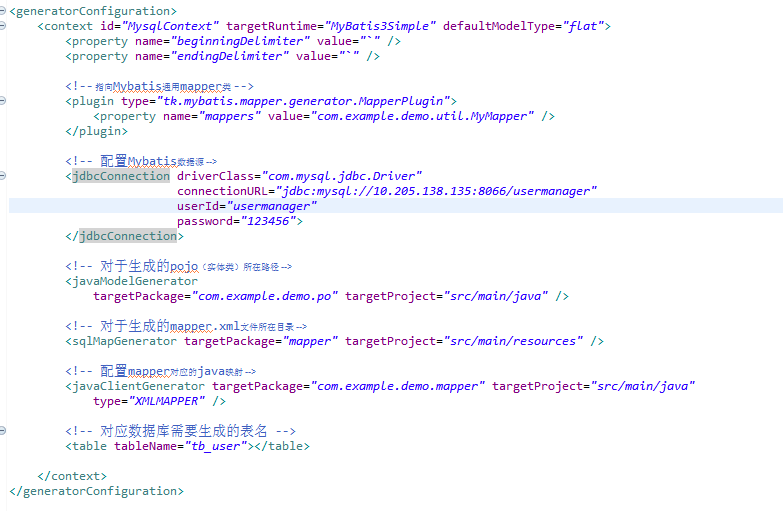 <generatorConfiguration>
<context id="MysqlContext" targetRuntime="MyBatis3Simple" defaultModelType="flat">
<property name="beginningDelimiter" value="`" />
<property name="endingDelimiter" value="`" />
<!-- 指向Mybatis通用mapper类 -->
<plugin type="tk.mybatis.mapper.generator.MapperPlugin">
<property name="mappers" value="com.example.demo.util.MyMapper" />
</plugin>
<!-- 配置Mybatis数据源 -->
<jdbcConnection driverClass="com.mysql.jdbc.Driver"
connectionURL="jdbc:mysql://10.205.138.135:8066/usermanager"
userId="usermanager"
password="123456">
</jdbcConnection>
<!-- 对于生成的pojo（实体类）所在路径 -->
<javaModelGenerator
targetPackage="com.example.demo.po" targetProject="src/main/java" />
<!-- 对于生成的mapper.xml文件所在目录 -->
<sqlMapGenerator targetPackage="mapper" targetProject="src/main/resources" />
<!-- 配置mapper对应的java映射 -->
<javaClientGenerator targetPackage="com.example.demo.mapper" targetProject="src/main/java"
type="XMLMAPPER" />
<!-- 对应数据库需要生成的表名 -->
<table tableName="tb_user"></table>
</context>
</generatorConfiguration>